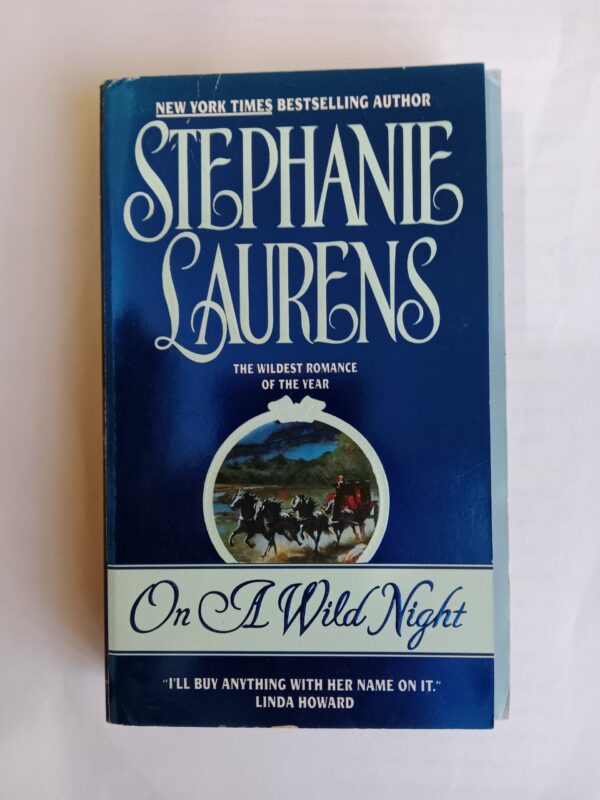 NEW YORK TIMES BESTSELLING AUTHOR
STEPHANIE
LAURENS
THE WILDEST ROMANCE
OF THE YEAR
On A Wild Night
"I'LL BUY ANYTHING WITH HER NAME ON IT."
LINDA HOWARD